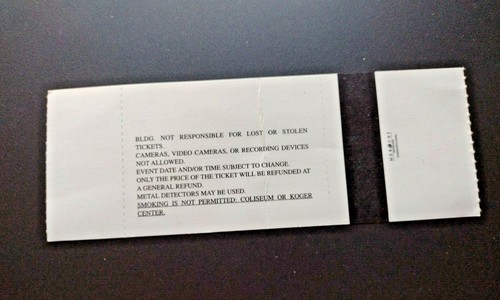 BLDG. NOT RESPONSIBLE FOR LOST OR STOLEN
TICKETS.
CAMERAS, VIDEO CAMERAS, OR RECORDING DEVICES
NOT ALLOWED.
EVENT DATE AND/OR TIME SUBJECT TO CHANGE.
ONLY THE PRICE OF THE TICKET WILL BE REFUNDED AT
A GENERAL REFUND.
METAL DETECTORS MAY BE USED.
SMOKING IS NOT PERMITTED: COLISEUM OR KOGER
CENTER.